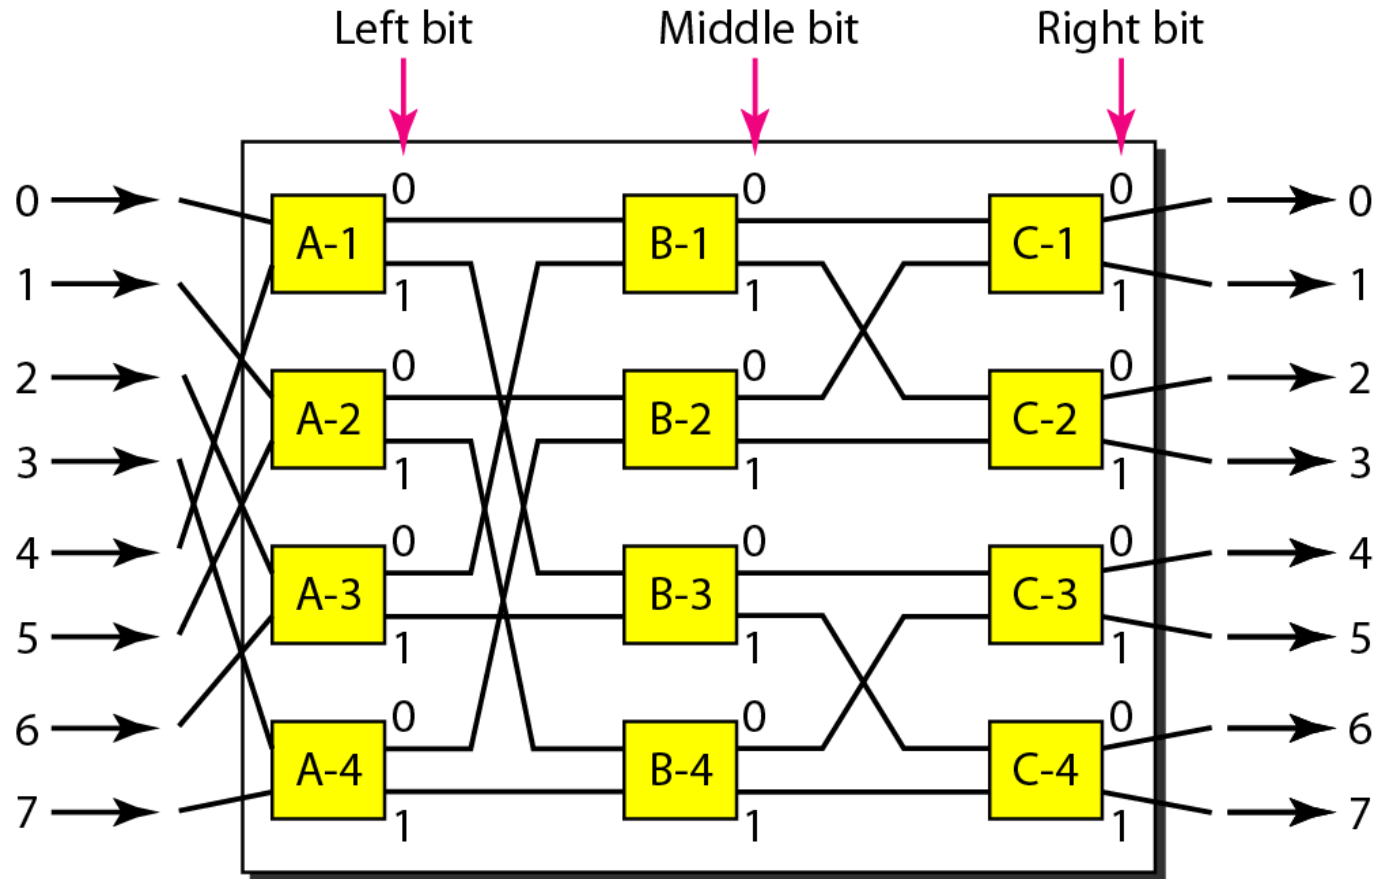 Left bit Middle bit Right bit
0 0 0
0 A-1 B-1 C-1 0
1 1 1 1 1
0 0 0
2 A-2 B-2 C-2 2
3 1 1 1 3
0 0 0
4 A-3 B-3 C-3 4
5 1 1 1 5
0 0 0
6 A-4 B-4 C-4 6
7 1 1 1 7